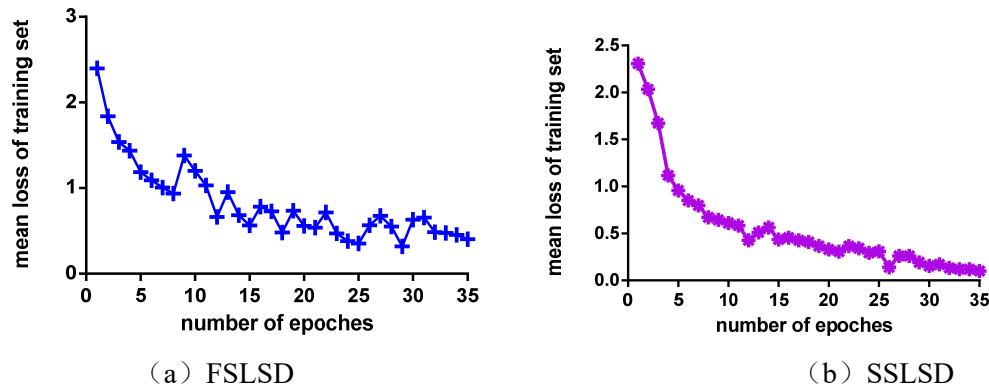 3
2
1
0
0 5 10 15 20 25 30 35
mean loss of training set
number of epoches
（a）FSLSD
2.5
2.0
1.5
1.0
0.5
0.0
0 5 10 15 20 25 30 35
mean loss of training set
number of epoches
（b）SSLSD